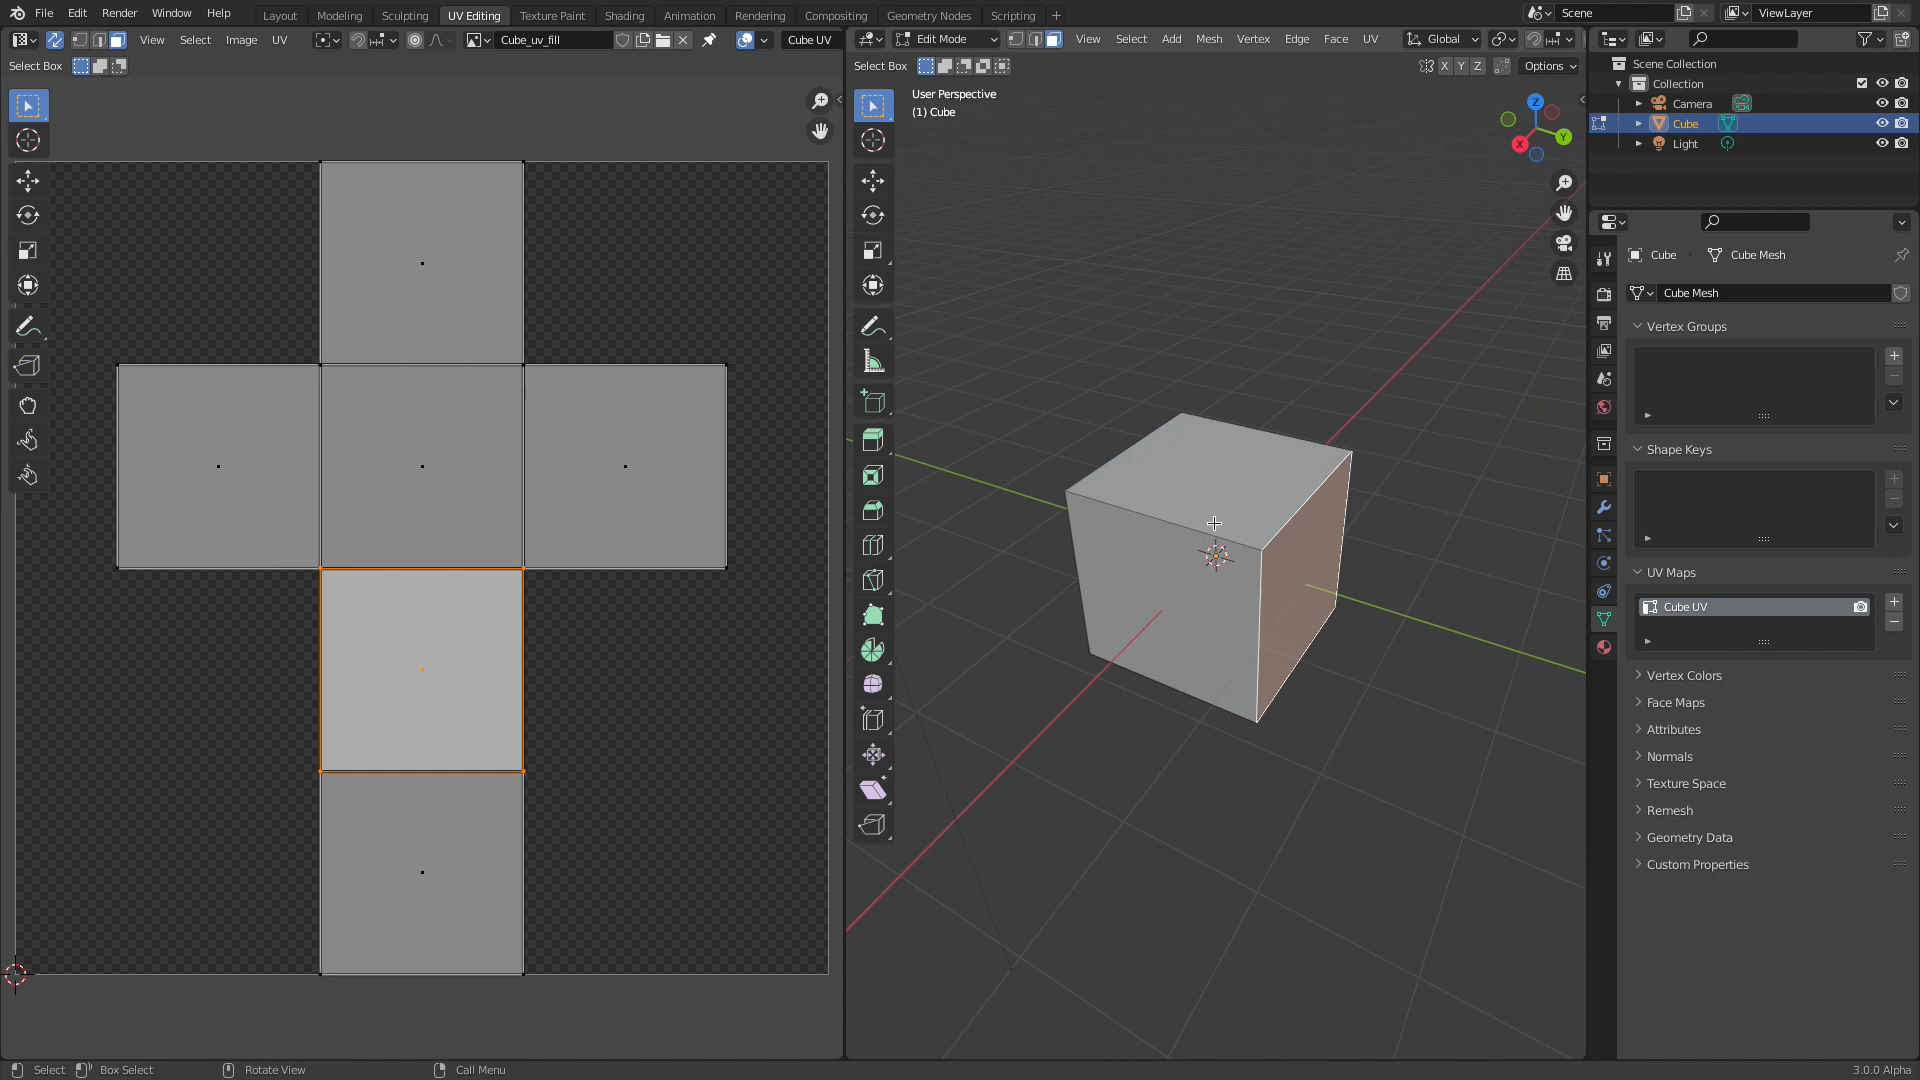 File Edit Render Window Help Layout Modeling Sculpting UV Editing Texture Paint Shading Animation Rendering Compositing Geometry Nodes Scripting + Scene ViewLayer
View Select Image UV Cube_uv_fill Cube UV Edit Mode View Select Add Mesh Vertex Edge Face UV Global
Select Box Select Box X Y Z Options
User Perspective
(1) Cube
Z
Y
X
Scene Collection
Collection
Camera
Cube
Light
Cube Cube Mesh
Cube Mesh
Vertex Groups
Shape Keys
UV Maps
Cube UV
Vertex Colors
Face Maps
Attributes
Normals
Texture Space
Remesh
Geometry Data
Custom Properties
Select Box Select Rotate View Call Menu 3.0.0 Alpha